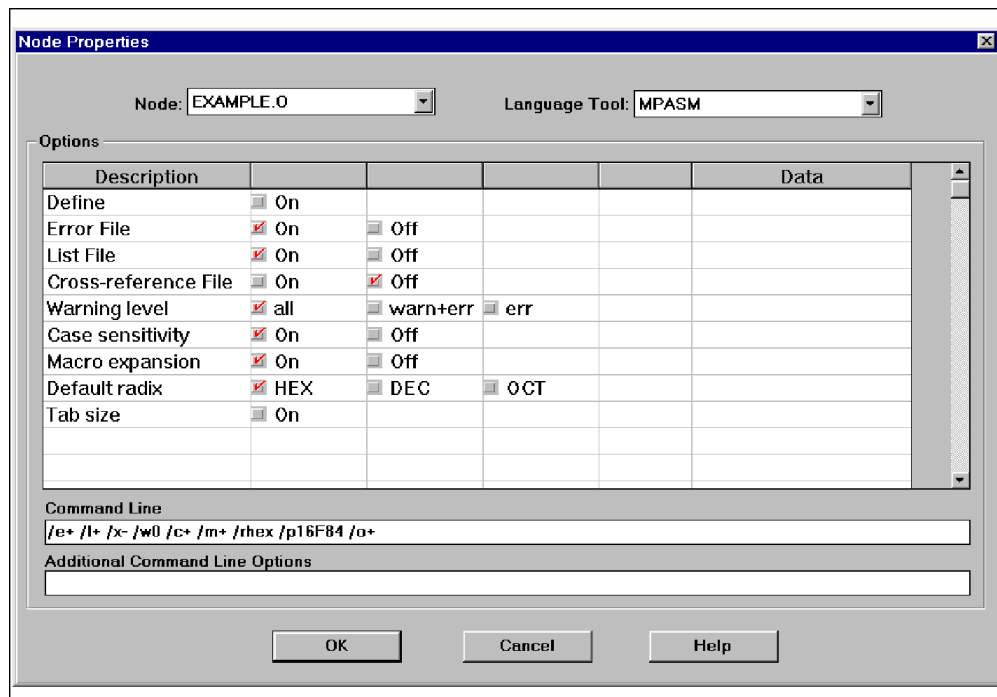 Node Properties
Node: EXAMPLE.O Language Tool: MPASM
Options
Description Data
Define On
Error File On Off
List File On Off
Cross-reference File On Off
Warning level all warn+err err
Case sensitivity On Off
Macro expansion On Off
Default radix HEX DEC OCT
Tab size On
Command Line
/e+ /l+ /x- /w0 /c+ /m+ /rhex /p16F84 /o+
Additional Command Line Options
OK Cancel Help